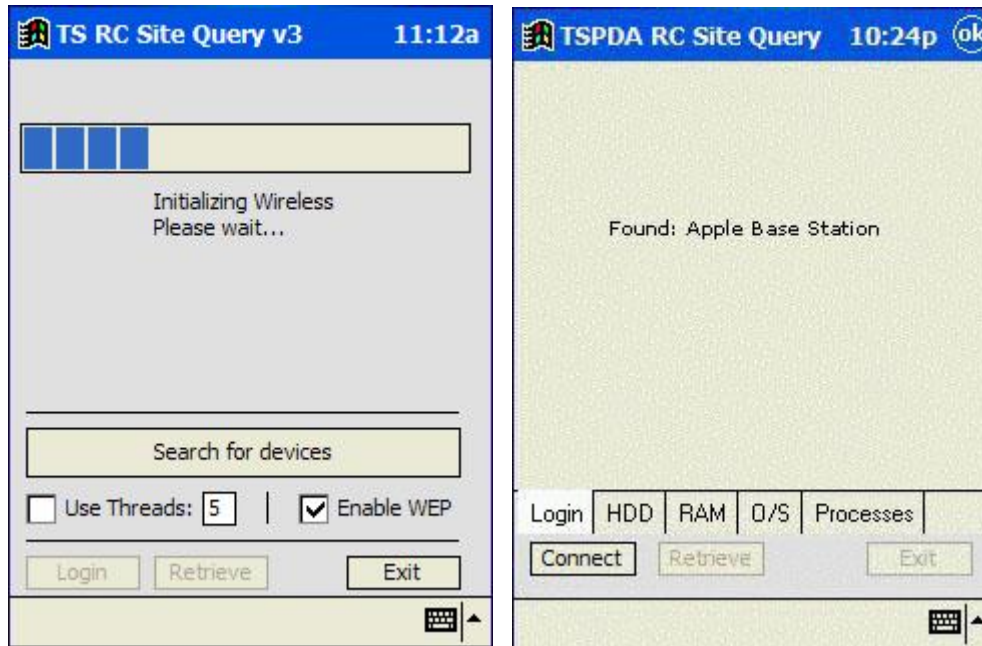 TS RC Site Query v3 11:12a
Initializing Wireless
Please wait...
Search for devices
Use Threads: 5 Enable WEP
Login Retrieve Exit
TSPDA RC Site Query 10:24p ok
Found: Apple Base Station
Login HDD RAM O/S Processes
Connect Retrieve Exit